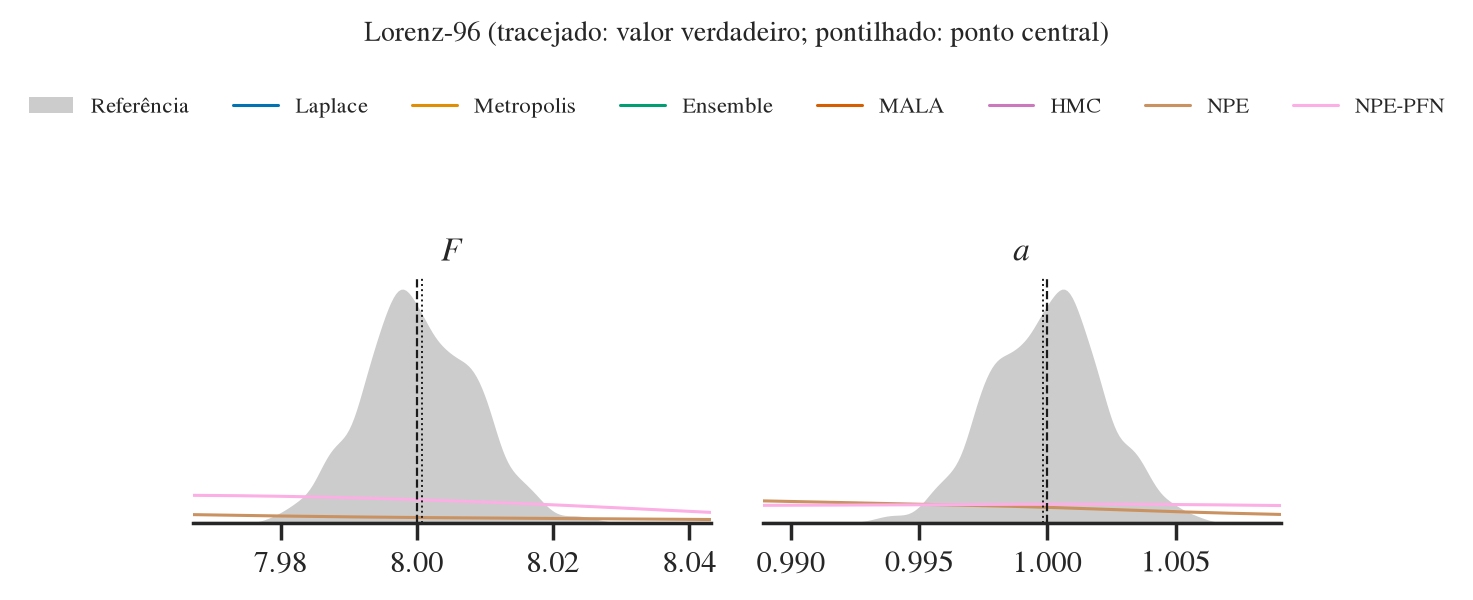 Lorenz-96 (tracejado: valor verdadeiro; pontilhado: ponto central)
Referência Laplace Metropolis Ensemble MALA HMC NPE NPE-PFN
F a
7.98 8.00 8.02 8.04 0.990 0.995 1.000 1.005